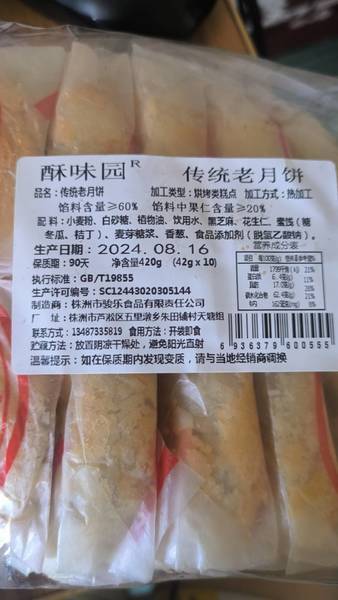 酥味园R 传统老月饼
品名：传统老月饼 加工类型：烘烤类糕点 加工方式：热加工
馅料含量≥60% 馅料中果仁含量≥20%
配料：小麦粉、白砂糖、植物油、饮用水、黑芝麻、花生仁、蜜饯（糖
冬瓜、桔丁）、麦芽糖浆、香葱、食品添加剂（脱氢乙酸钠）。
生产日期：2024.08.16 营养成分表
保质期：90天 净含量420g（42g x 10）
执行标准：GB/T19855
生产许可编号：SC12443020305144
制造商：株洲市骏乐食品有限责任公司
厂址：株洲市芦淞区五里墩乡朱田铺村天塘组
联系方式：13487335819 食用方法：开袋即食
贮藏方法：放百阴凉干燥处，避免阳光直射
温馨提示：如在保质期内发现变质，请与当地经销商调换
6 936379 600555